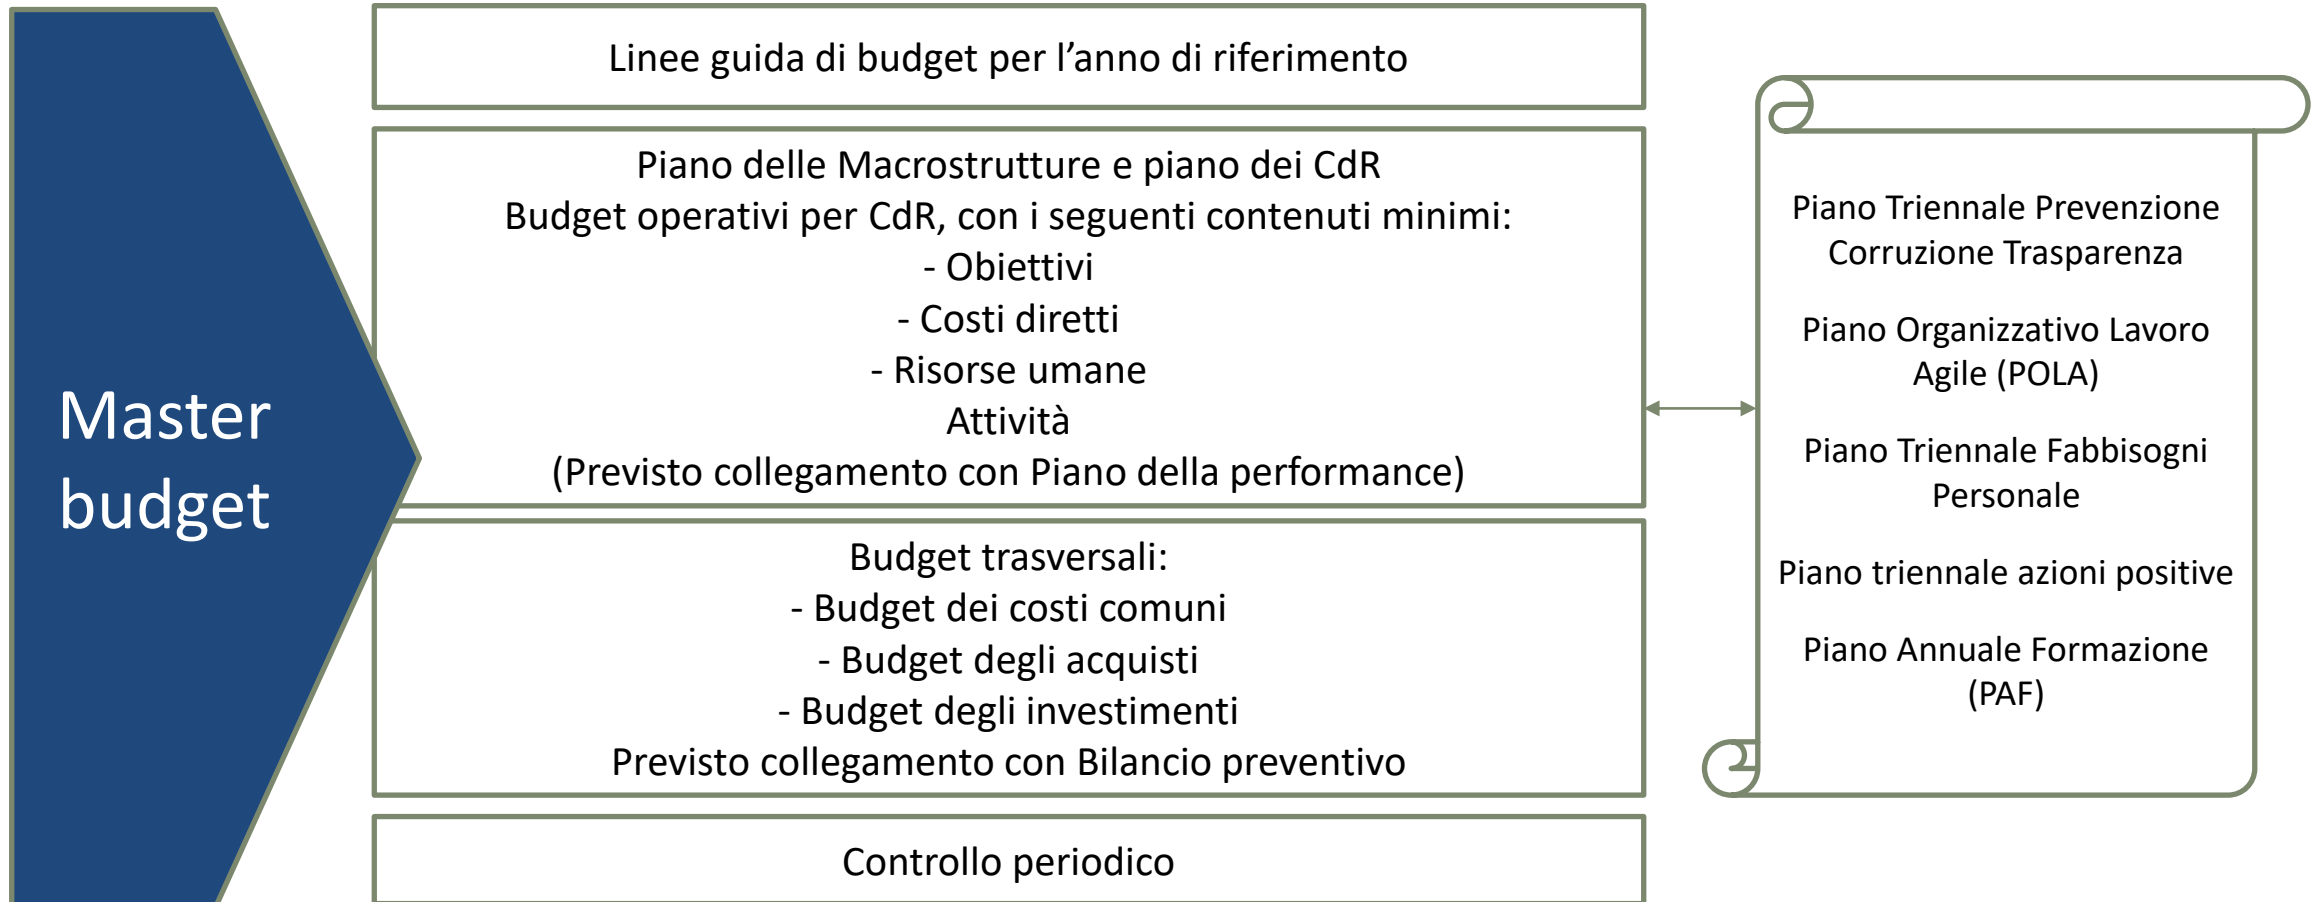 Master
budget
Linee guida di budget per l’anno di riferimento
Piano delle Macrostrutture e piano dei CdR
Budget operativi per CdR, con i seguenti contenuti minimi:
- Obiettivi
- Costi diretti
- Risorse umane
Attività
(Previsto collegamento con Piano della performance)
Budget trasversali:
- Budget dei costi comuni
- Budget degli acquisti
- Budget degli investimenti
Previsto collegamento con Bilancio preventivo
Controllo periodico
Piano Triennale Prevenzione
Corruzione Trasparenza
Piano Organizzativo Lavoro
Agile (POLA)
Piano Triennale Fabbisogni
Personale
Piano triennale azioni positive
Piano Annuale Formazione
(PAF)